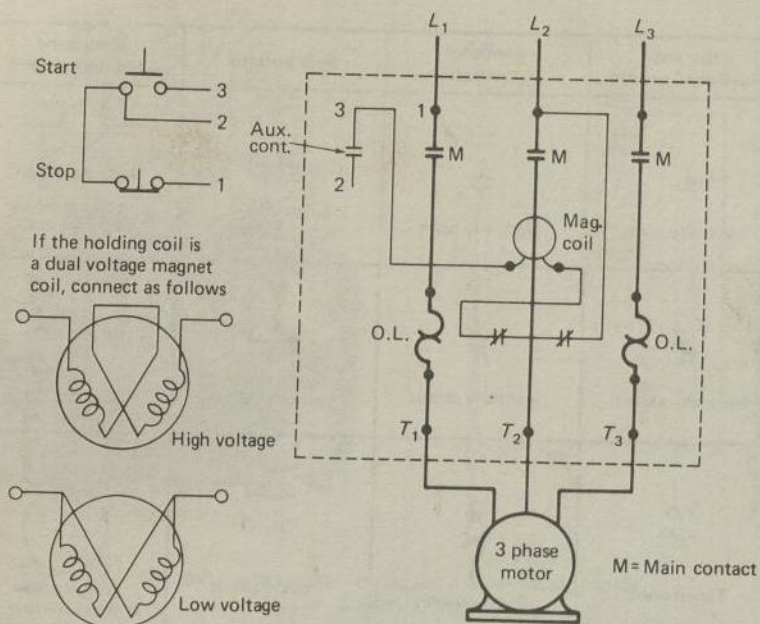 L1 L2 L3
Start
3
2
Stop
1
Aux.
cont.
3
2
1
M
M
M
Mag.
coil
If the holding coil is
a dual voltage magnet
coil, connect as follows
O.L.
O.L.
High voltage
T1 T2 T3
Low voltage
3 phase
motor
M = Main contact